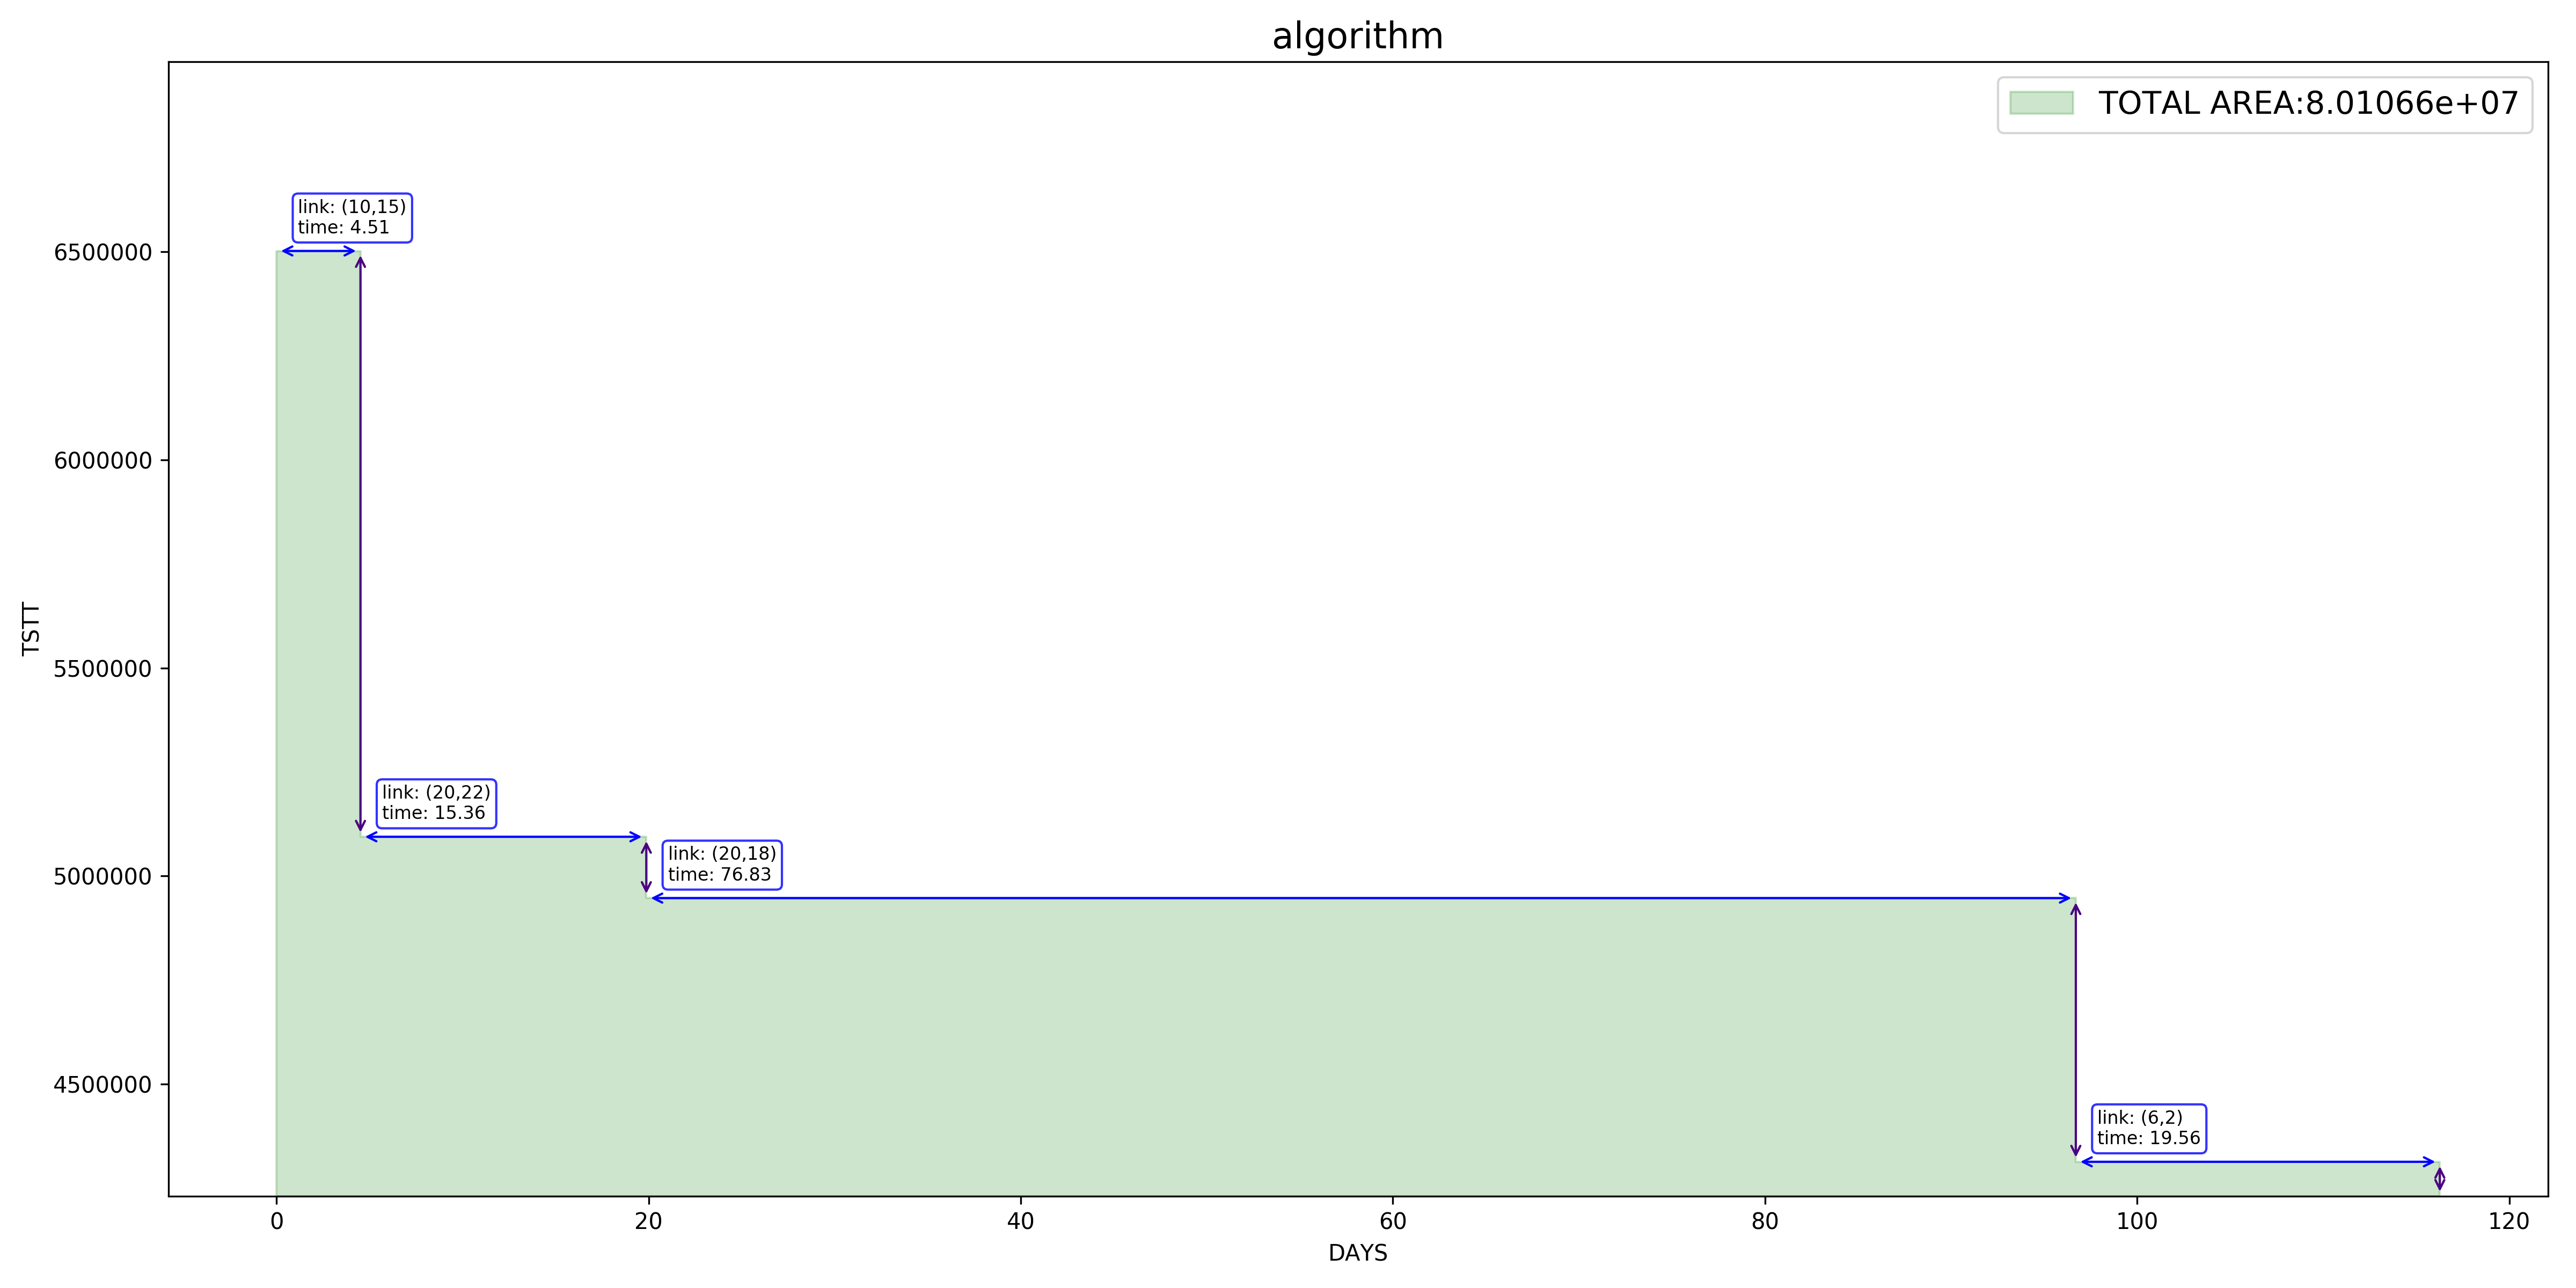 algorithm
TOTAL AREA:8.01066e+07
link: (10,15)
time: 4.51
6500000
6000000
5500000
5000000
4500000
TSTT
link: (20,22)
time: 15.36
link: (20,18)
time: 76.83
link: (6,2)
time: 19.56
0
20
40
60
80
100
120
DAYS